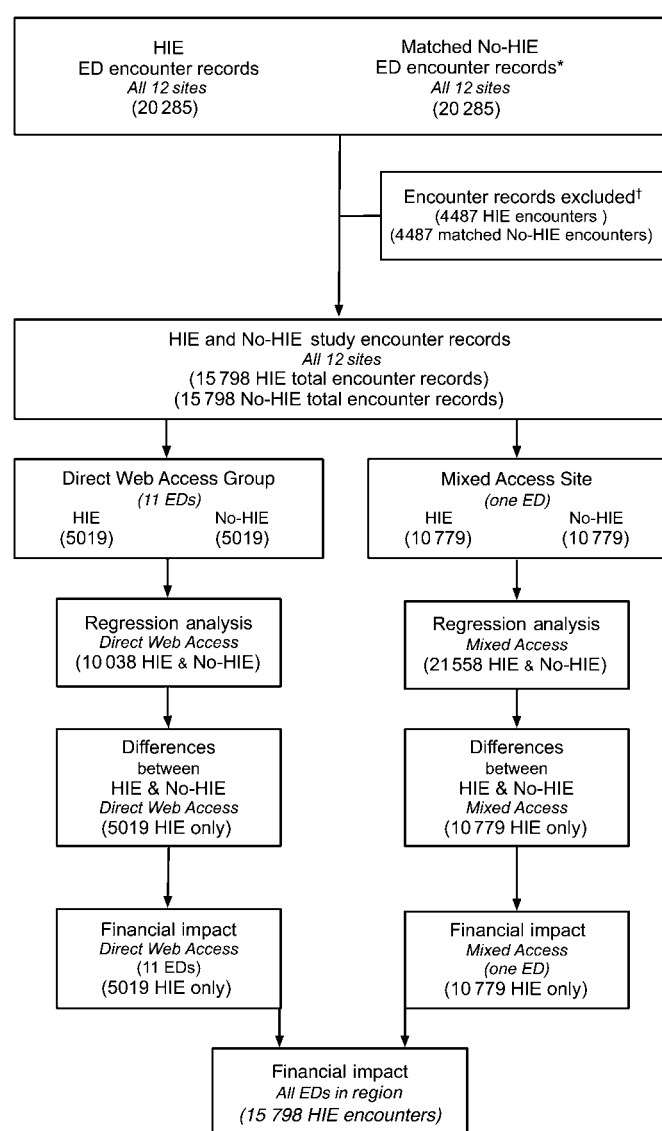 HIE
ED encounter records
All 12 sites
(20 285)
Matched No-HIE
ED encounter records*
All 12 sites
(20 285)
Encounter records excluded†
(4487 HIE encounters )
(4487 matched No-HIE encounters)
HIE and No-HIE study encounter records
All 12 sites
(15 798 HIE total encounter records)
(15 798 No-HIE total encounter records)
Direct Web Access Group
(11 EDs)
HIE No-HIE
(5019) (5019)
Mixed Access Site
(one ED)
HIE No-HIE
(10 779) (10 779)
Regression analysis
Direct Web Access
(10 038 HIE & No-HIE)
Regression analysis
Mixed Access
(21 558 HIE & No-HIE)
Differences
between
HIE & No-HIE
Direct Web Access
(5019 HIE only)
Differences
between
HIE & No-HIE
Mixed Access
(10 779 HIE only)
Financial impact
Direct Web Access
(11 EDs)
(5019 HIE only)
Financial impact
Mixed Access
(one ED)
(10 779 HIE only)
Financial impact
All EDs in region
(15 798 HIE encounters)